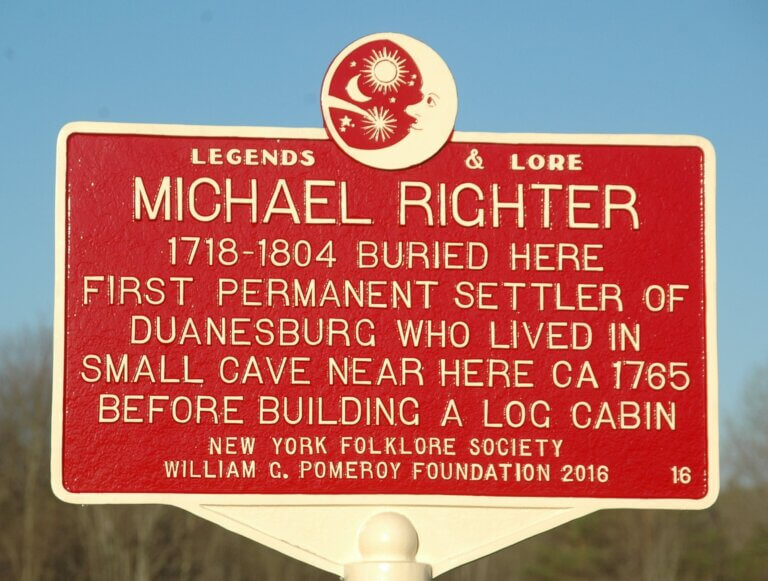 LEGENDS & LORE
MICHAEL RIGHTER
1718-1804 BURIED HERE
FIRST PERMANENT SETTLER OF
DUANESBURG WHO LIVED IN
SMALL CAVE NEAR HERE CA 1765
BEFORE BUILDING A LOG CABIN
NEW YORK FOLKLORE SOCIETY
WILLIAM G. POMEROY FOUNDATION 2016 16